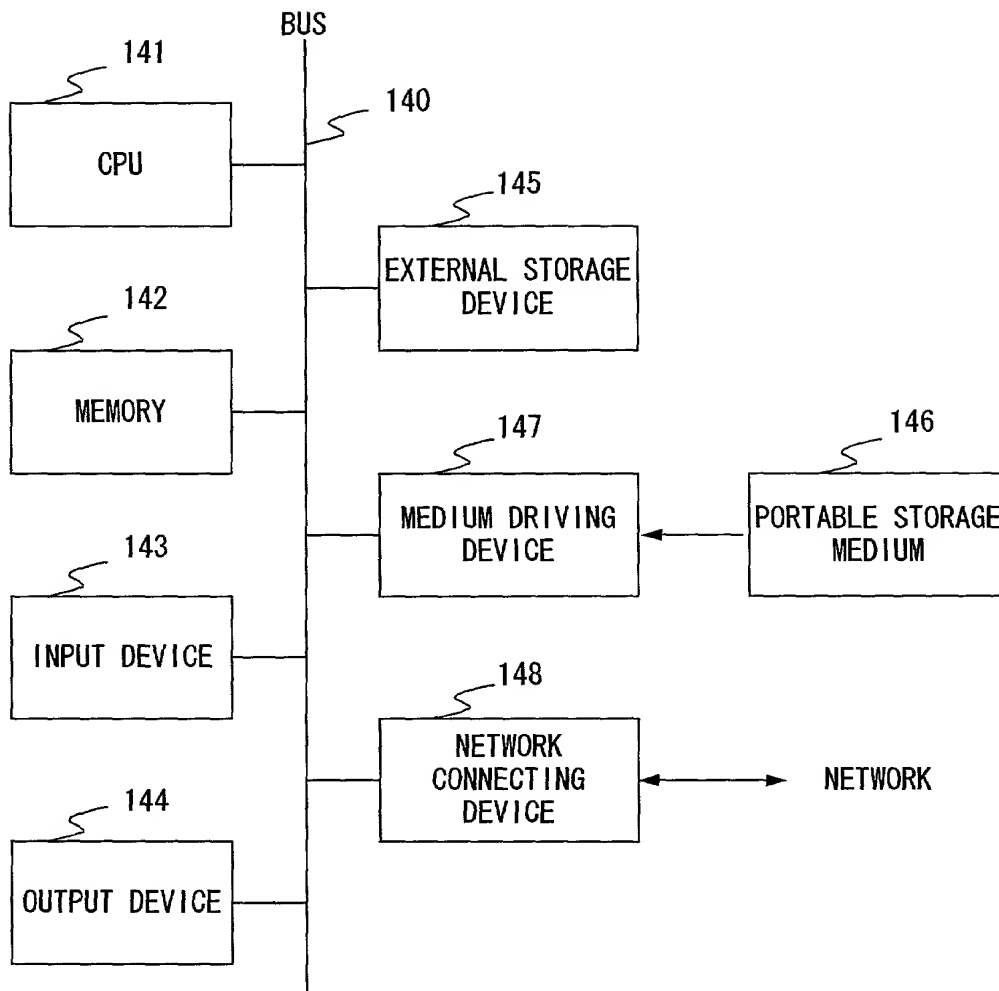 BUS
141
140
CPU
145
EXTERNAL STORAGE
DEVICE
142
MEMORY
147
146
MEDIUM DRIVING
DEVICE
PORTABLE STORAGE
MEDIUM
143
INPUT DEVICE
148
NETWORK
CONNECTING
DEVICE
NETWORK
144
OUTPUT DEVICE